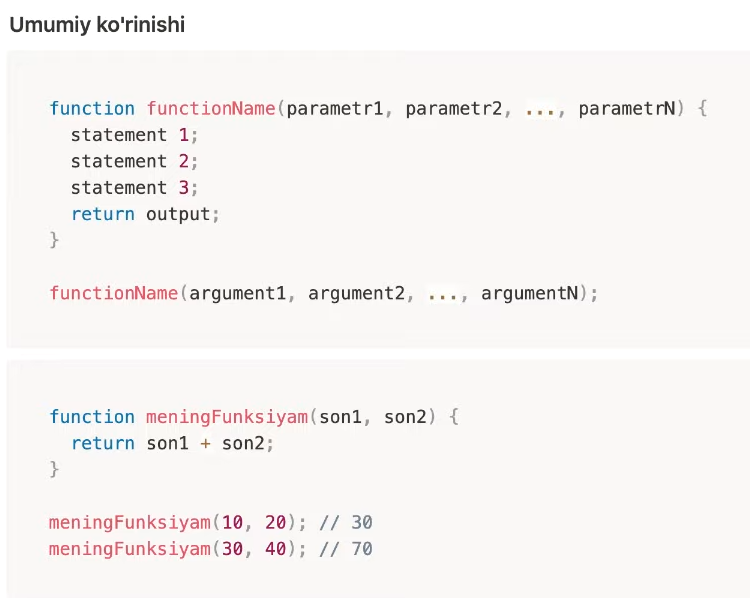 Umumiy ko'rinishi
function functionName(parametr1, parametr2, ..., parametrN) {
  statement 1;
  statement 2;
  statement 3;
  return output;
}
functionName(argument1, argument2, ..., argumentN);
function meningFunksiyam(son1, son2) {
  return son1 + son2;
}
meningFunksiyam(10, 20); // 30
meningFunksiyam(30, 40); // 70